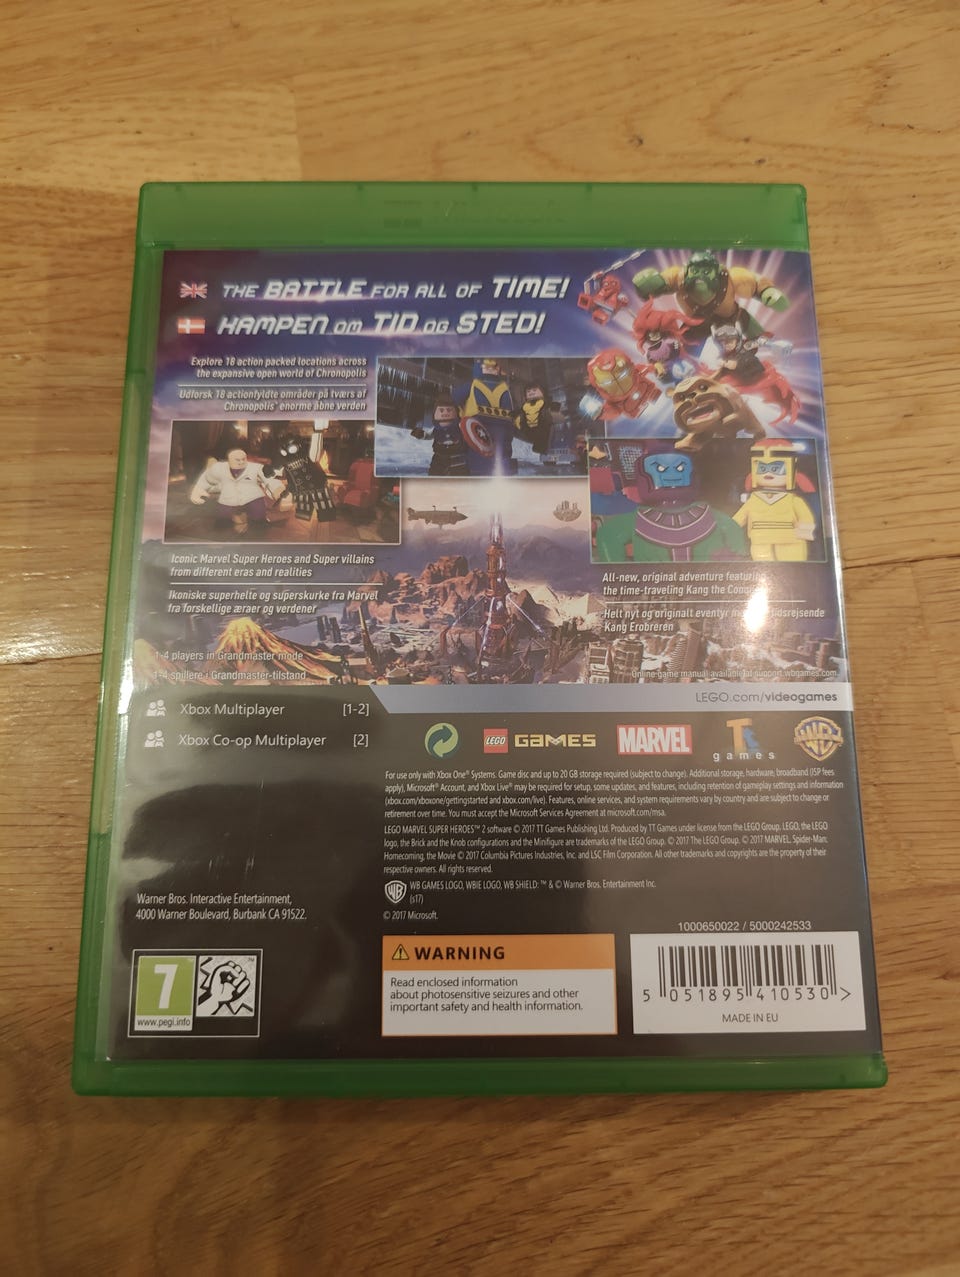 THE BATTLE FOR ALL OF TIME!
KAMPEN OM TID OG STED!
Explore 18 action packed locations across
the expansive open world of Chronopolis
Udforsk 18 actionfyldte områder på tværs af
Chronopolis' enorme åbne verden
Iconic Marvel Super Heroes and Super villains
from different eras and realities
Ikoniske superhelte og superskurke fra Marvel
fra forskellige æraer og verdener
All-new, original adventure featuring
the time-traveling Kang the
Helt nyt og originalt eventyr
Kang Erobreren
1-4 players in Grandmaster mode
1-4 spillere i Grandmaster-tilstand
Online game manual available at support.wbgames.com
LEGO.com/videogames
Xbox Multiplayer [1-2]
Xbox Co-op Multiplayer [2]
LEGO GAMES MARVEL TT games WB
For use only with Xbox One® Systems. Game disc and up to 20 GB storage required (subject to change). Additional storage, hardware, broadband (ISP fees
apply), Microsoft® Account, and Xbox Live® may be required for setup, some updates, and features, including retention of gameplay settings and information
(xbox.com/xboxone/gettingstarted and xbox.com/live). Features, online services, and system requirements vary by country and are subject to change or
retirement over time. You must accept the Microsoft Services Agreement at microsoft.com/msa.
LEGO MARVEL SUPER HEROES™ 2 software © 2017 TT Games Publishing Ltd. Produced by TT Games under license from the LEGO Group. LEGO, the LEGO
logo, the Brick and the Knob configurations and the Minifigure are trademarks of the LEGO Group. © 2017 The LEGO Group. © 2017 MARVEL. Spider-Man:
Homecoming, the Movie © 2017 Columbia Pictures Industries, Inc. and LSC Film Corporation. All other trademarks and copyrights are the property of their
respective owners. All rights reserved.
WB GAMES LOGO, WBIE LOGO, WB SHIELD: ™ & © Warner Bros. Entertainment Inc.
(s17)
© 2017 Microsoft.
Warner Bros. Interactive Entertainment,
4000 Warner Boulevard, Burbank CA 91522.
1000650022 / 5000242533
7
www.pegi.info
WARNING
Read enclosed information
about photosensitive seizures and other
important safety and health information.
5 051895 410530 >
MADE IN EU